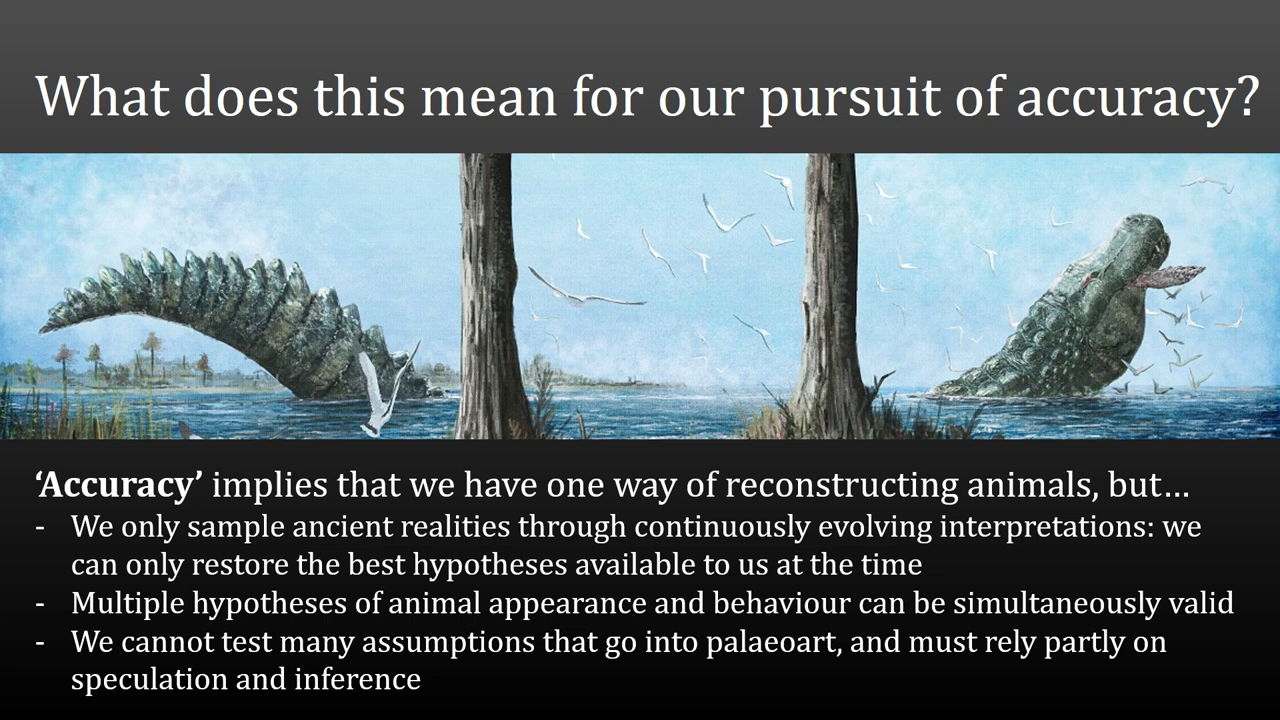 What does this mean for our pursuit of accuracy?
‘Accuracy’ implies that we have one way of reconstructing animals, but…
- We only sample ancient realities through continuously evolving interpretations: we
can only restore the best hypotheses available to us at the time
- Multiple hypotheses of animal appearance and behaviour can be simultaneously valid
- We cannot test many assumptions that go into palaeoart, and must rely partly on
speculation and inference